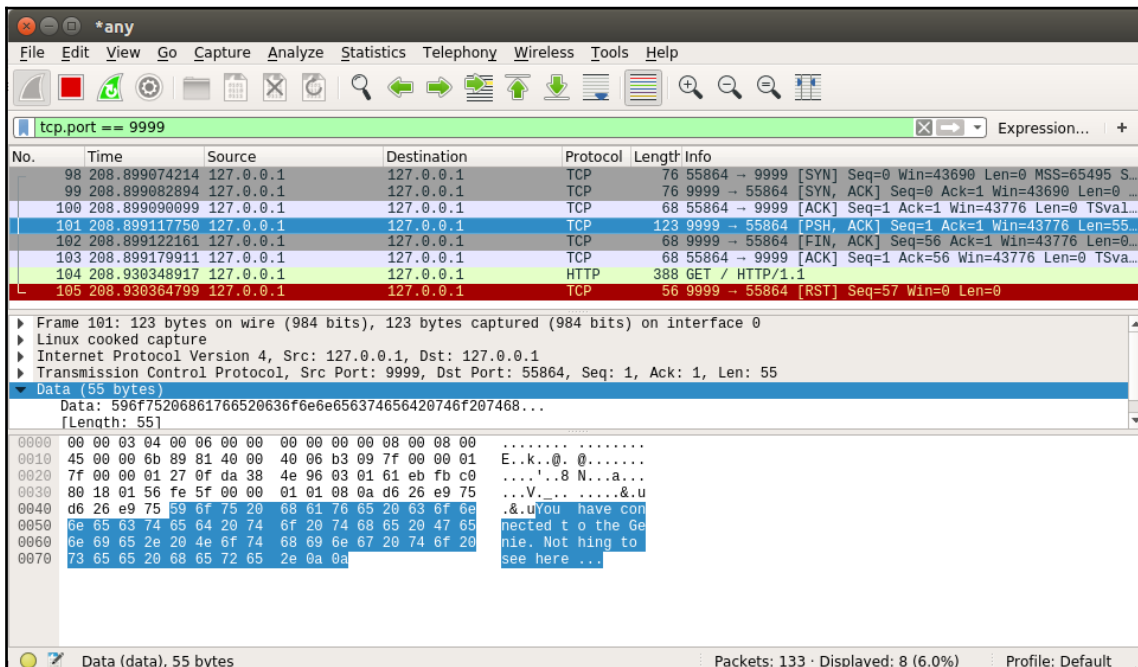 *any
File Edit View Go Capture Analyze Statistics Telephony Wireless Tools Help
tcp.port == 9999 Expression... +
No. Time Source Destination Protocol Length Info
98 208.899074214 127.0.0.1 127.0.0.1 TCP 76 55864 → 9999 [SYN] Seq=0 Win=43690 Len=0 MSS=65495 S…
99 208.899082894 127.0.0.1 127.0.0.1 TCP 76 9999 → 55864 [SYN, ACK] Seq=0 Ack=1 Win=43690 Len=0 …
100 208.899090099 127.0.0.1 127.0.0.1 TCP 68 55864 → 9999 [ACK] Seq=1 Ack=1 Win=43776 Len=0 TSval…
101 208.899117750 127.0.0.1 127.0.0.1 TCP 123 9999 → 55864 [PSH, ACK] Seq=1 Ack=1 Win=43776 Len=55…
102 208.899122161 127.0.0.1 127.0.0.1 TCP 68 9999 → 55864 [FIN, ACK] Seq=56 Ack=1 Win=43776 Len=0…
103 208.899179911 127.0.0.1 127.0.0.1 TCP 68 55864 → 9999 [ACK] Seq=1 Ack=56 Win=43776 Len=0 TSva…
104 208.930348917 127.0.0.1 127.0.0.1 HTTP 388 GET / HTTP/1.1
105 208.930364799 127.0.0.1 127.0.0.1 TCP 56 9999 → 55864 [RST] Seq=57 Win=0 Len=0
Frame 101: 123 bytes on wire (984 bits), 123 bytes captured (984 bits) on interface 0
Linux cooked capture
Internet Protocol Version 4, Src: 127.0.0.1, Dst: 127.0.0.1
Transmission Control Protocol, Src Port: 9999, Dst Port: 55864, Seq: 1, Ack: 1, Len: 55
Data (55 bytes)
Data: 596f75206861766520636f6e6e656374656420746f207468...
[Length: 55]
0000 00 00 03 04 00 06 00 00 00 00 00 00 08 00 08 00 ........ ........
0010 45 00 00 6b 89 81 40 00 40 06 b3 09 7f 00 00 01 E..k..@. @.......
0020 7f 00 00 01 27 0f da 38 4e 96 03 01 61 eb fb c0 ....'..8 N...a...
0030 80 18 01 56 fe 5f 00 00 01 01 08 0a d6 26 e9 75 ...V._.. .....&.u
0040 d6 26 e9 75 59 6f 75 20 68 61 76 65 20 63 6f 6e .&.uYou have con
0050 6e 65 63 74 65 64 20 74 6f 20 74 68 65 20 47 65 nected t o the Ge
0060 6e 69 65 2e 20 4e 6f 74 68 69 6e 67 20 74 6f 20 nie. Not hing to
0070 73 65 65 20 68 65 72 65 2e 0a 0a see here ...
Data (data), 55 bytes Packets: 133 · Displayed: 8 (6.0%) Profile: Default